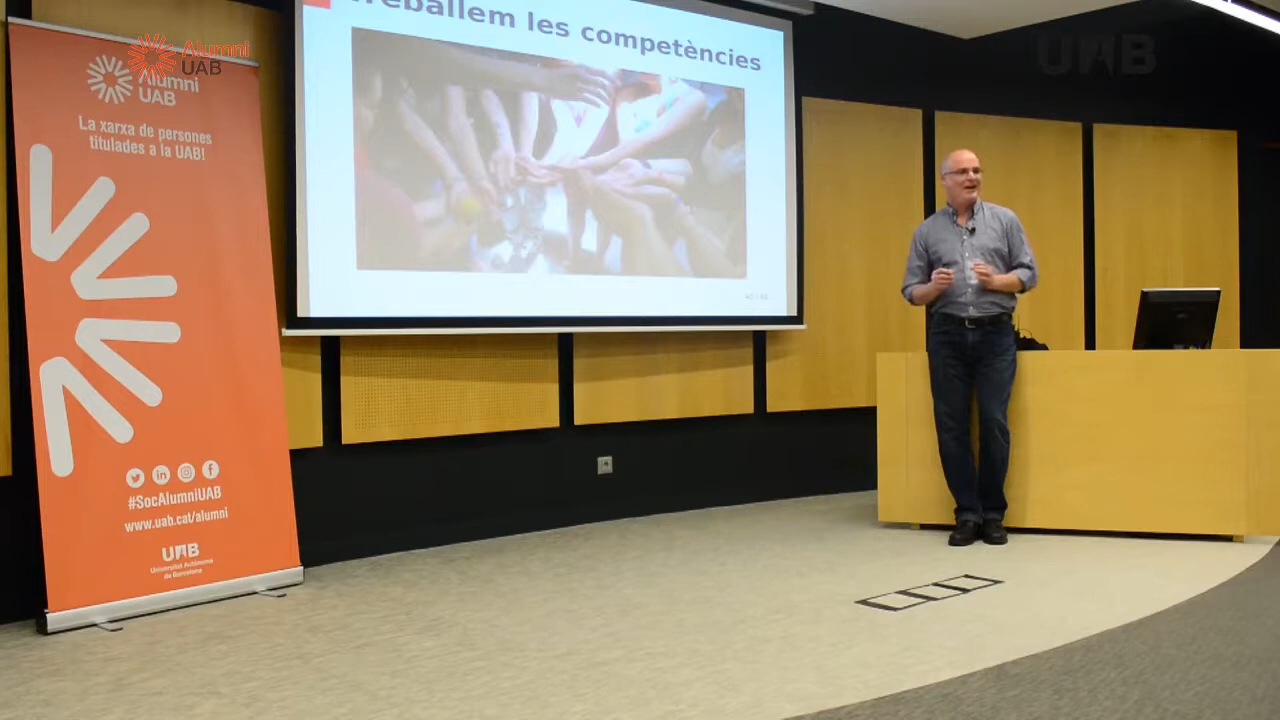 Alumni
UAB
Alumni
UAB
La xarxa de persones
titulades a la UAB!
#SocAlumniUAB
www.uab.cat/alumni
UAB
Universitat Autònoma
de Barcelona
Treballem les competències
UAB